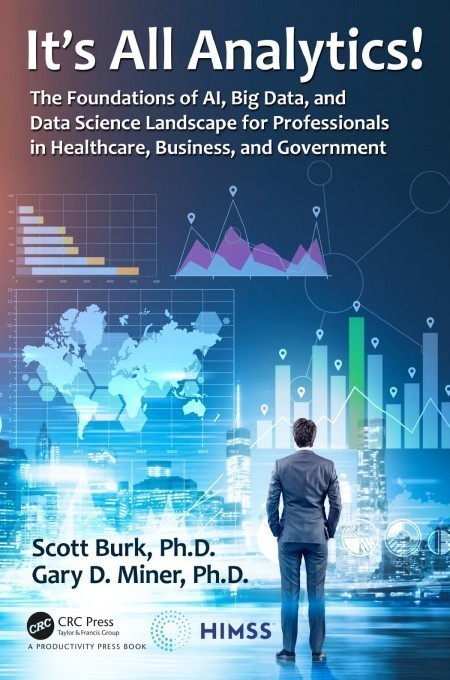 It's All Analytics!
The Foundations of AI, Big Data, and
Data Science Landscape for Professionals
in Healthcare, Business, and Government
Scott Burk, Ph.D.
Gary D. Miner, Ph.D.
CRC
CRC Press
Taylor & Francis Group
A PRODUCTIVITY PRESS BOOK
HIMSS